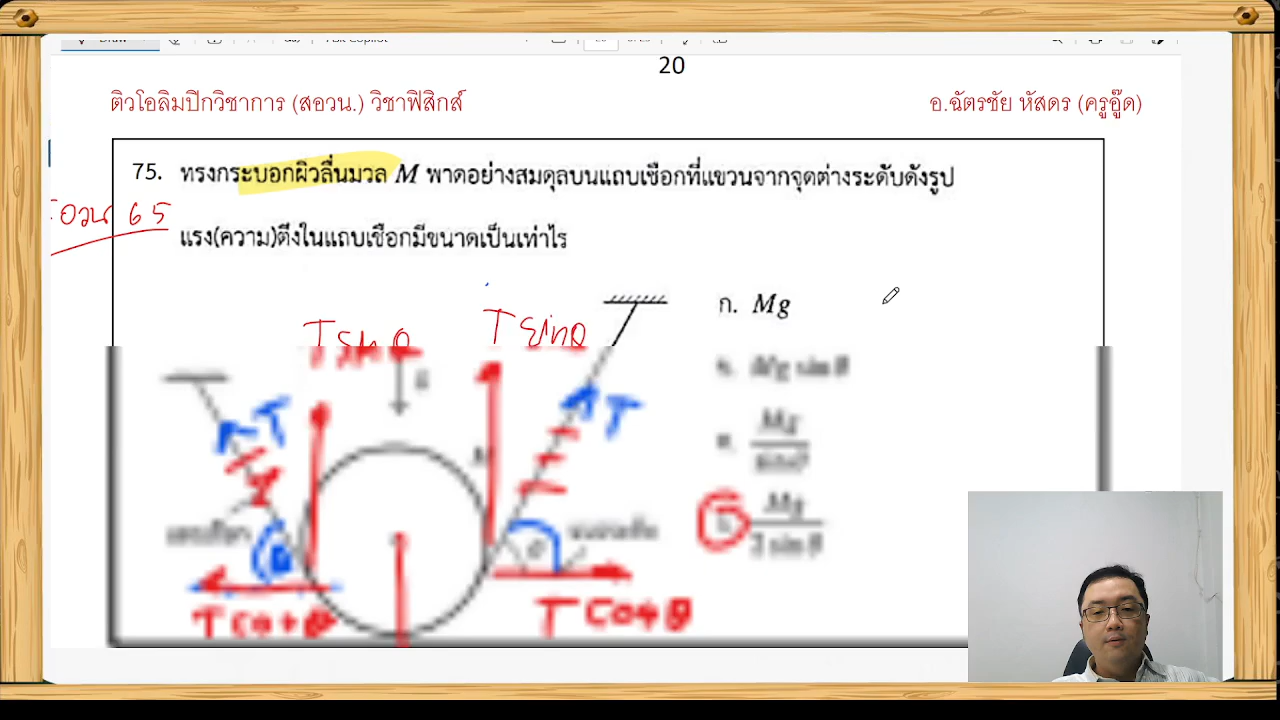 20
ติวโอลิมปิกวิชาการ (สอวน.) วิชาฟิสิกส์
อ.ฉัตรชัย หัสดร (ครูอู๊ด)
75. ทรงกระบอกผิวลื่นมวล M พาดอย่างสมดุลบนแถบเชือกที่แขวนจากจุดต่างระดับดังรูป
65
แรง(ความ)ตึงในแถบเชือกมีขนาดเป็นเท่าไร
ก. Mg
T sin θ
T sin θ
Mg sin θ
T
T
Mg
Mg
2 sin θ
θ
θ
T cos θ
T cos θ